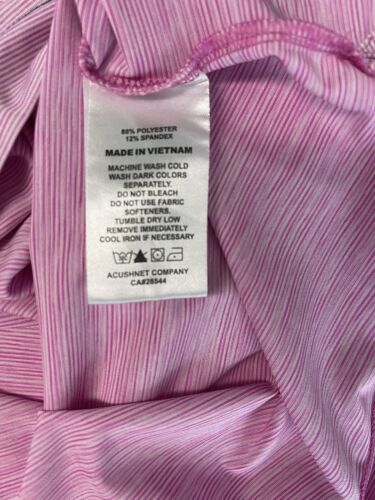 88% POLYESTER
12% SPANDEX
MADE IN VIETNAM
MACHINE WASH COLD
WASH DARK COLORS
SEPARATELY.
DO NOT BLEACH
DO NOT USE FABRIC
SOFTENERS.
TUMBLE DRY LOW
REMOVE IMMEDIATELY
COOL IRON IF NECESSARY
ACUSHNET COMPANY
CA#26544